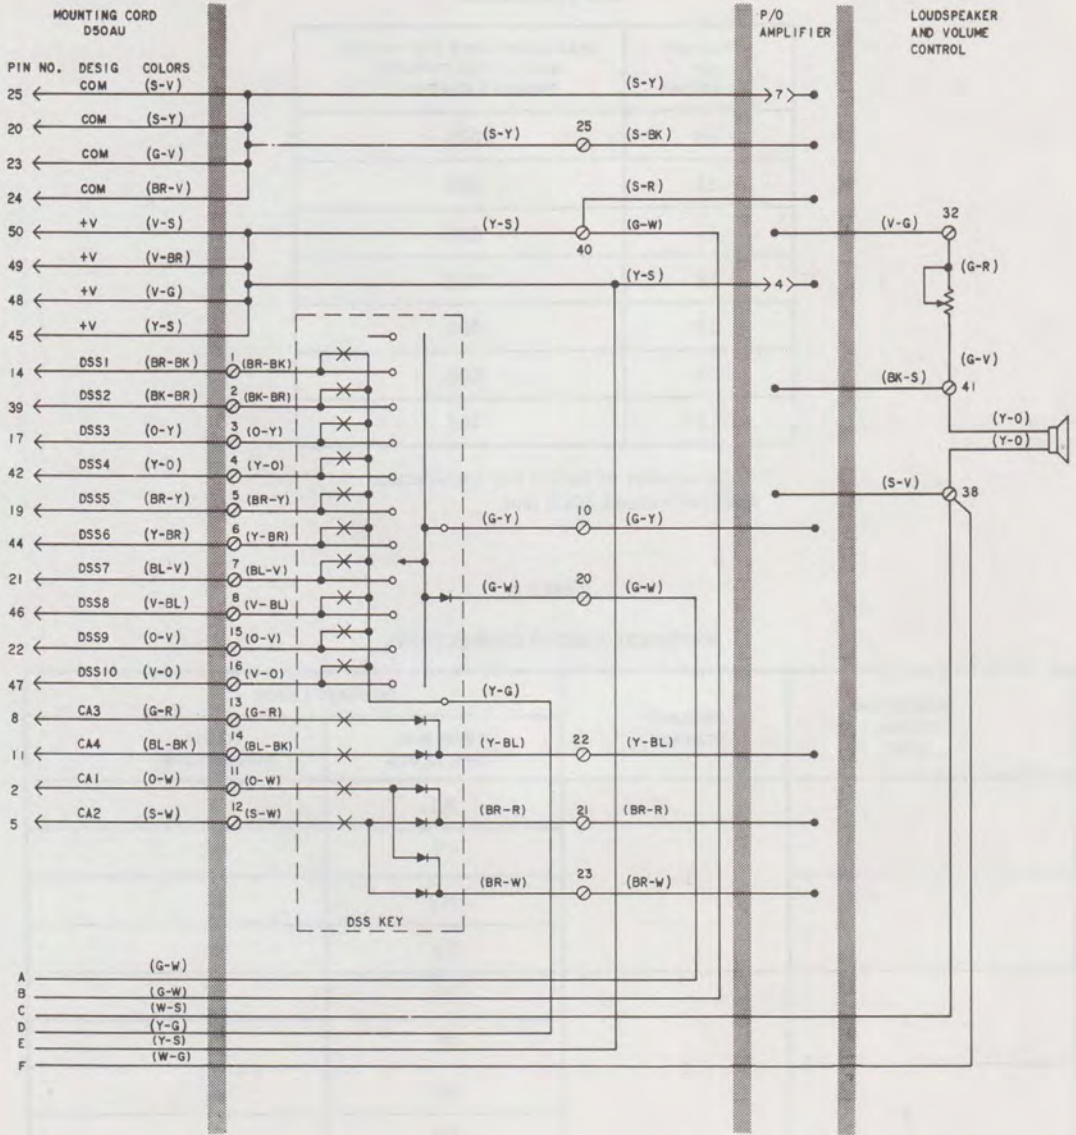 MOUNTING CORD
D50AU
P/O
AMPLIFIER
LOUDSPEAKER
AND VOLUME
CONTROL
PIN NO. DESIG COLORS
25 COM (S-V) (S-Y) 7
20 COM (S-Y) (S-Y) 25 (S-BK)
23 COM (G-V)
24 COM (BR-V) (S-R)
50 +V (V-S) (Y-S) 40 (G-W) (V-G) 32
49 +V (V-BR) (G-R)
48 +V (V-G) (Y-S) 4
45 +V (Y-S)
14 DSS1 (BR-BK) 1 (BR-BK) (G-V)
39 DSS2 (BK-BR) 2 (BK-BR) (BK-S) 41
17 DSS3 (O-Y) 3 (O-Y) (Y-O)
(Y-O)
42 DSS4 (Y-O) 4 (Y-O)
19 DSS5 (BR-Y) 5 (BR-Y) (S-V) 38
44 DSS6 (Y-BR) 6 (Y-BR) (G-Y) 10 (G-Y)
21 DSS7 (BL-V) 7 (BL-V)
46 DSS8 (V-BL) 8 (V-BL) (G-W) 20 (G-W)
22 DSS9 (O-V) 15 (O-V)
47 DSS10 (V-O) 16 (V-O) (Y-G)
8 CA3 (G-R) 13 (G-R)
11 CA4 (BL-BK) 14 (BL-BK) (Y-BL) 22 (Y-BL)
2 CA1 (O-W) 11 (O-W)
5 CA2 (S-W) 12 (S-W) (BR-R) 21 (BR-R)
(BR-W) 23 (BR-W)
DSS KEY
A (G-W)
B (G-W)
C (W-S)
D (Y-G)
E (Y-S)
F (W-G)